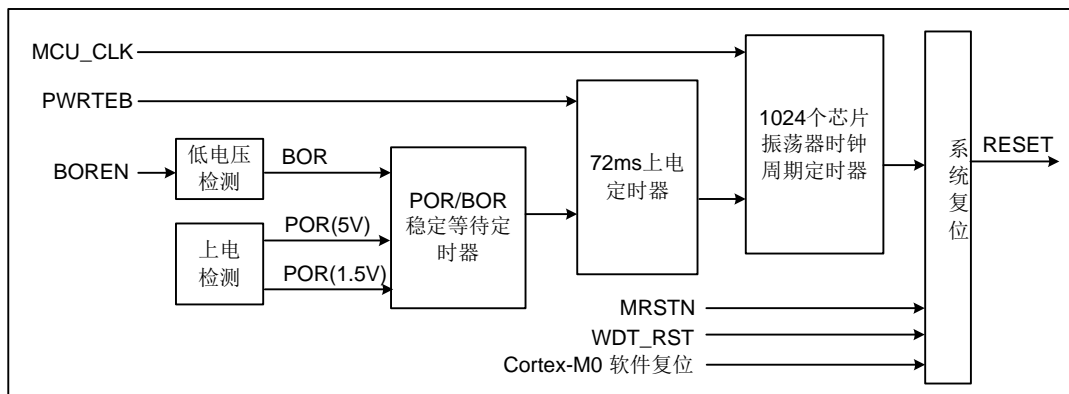 MCU_CLK
PWRTEB
BOREN
低电压
检测
BOR
上电
检测
POR(5V)
POR(1.5V)
POR/BOR
稳定等待定
时器
72ms上电
定时器
1024个芯片
振荡器时钟
周期定时器
系统复位
RESET
MRSTN
WDT_RST
Cortex-M0 软件复位